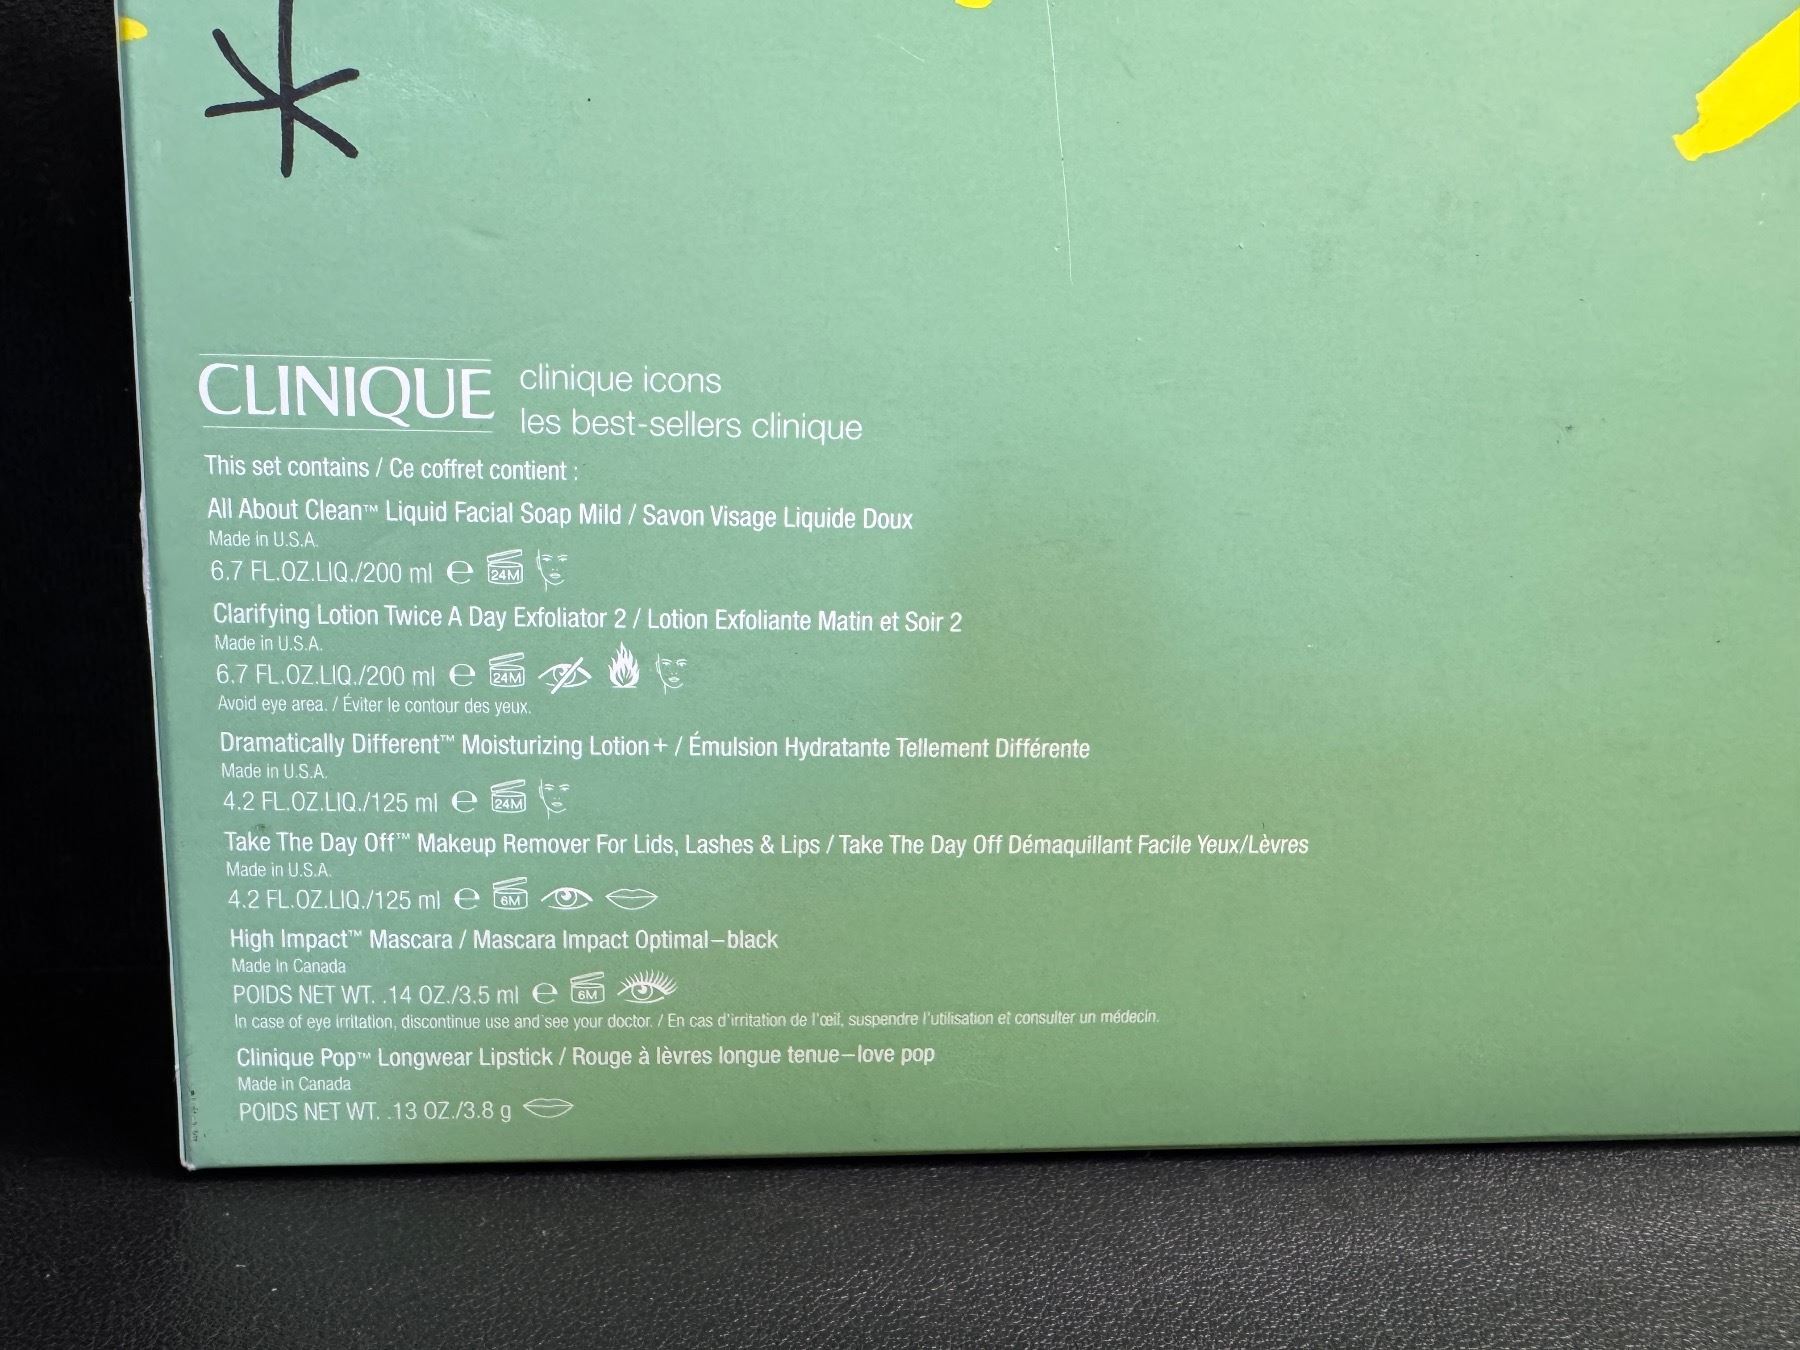 CLINIQUE
clinique icons
les best-sellers clinique
This set contains / Ce coffret contient :
All About Clean™ Liquid Facial Soap Mild / Savon Visage Liquide Doux
Made in U.S.A.
6.7 FL.OZ.LIQ./200 ml ℮ 24M
Clarifying Lotion Twice A Day Exfoliator 2 / Lotion Exfoliante Matin et Soir 2
Made in U.S.A.
6.7 FL.OZ.LIQ./200 ml ℮ 24M
Avoid eye area. / Éviter le contour des yeux.
Dramatically Different™ Moisturizing Lotion+ / Émulsion Hydratante Tellement Différente
Made in U.S.A.
4.2 FL.OZ.LIQ./125 ml ℮ 24M
Take The Day Off™ Makeup Remover For Lids, Lashes & Lips / Take The Day Off Démaquillant Facile Yeux/Lèvres
Made in U.S.A.
4.2 FL.OZ.LIQ./125 ml ℮ 6M
High Impact™ Mascara / Mascara Impact Optimal–black
Made In Canada
POIDS NET WT. .14 OZ./3.5 ml ℮ 6M
In case of eye irritation, discontinue use and see your doctor. / En cas d'irritation de l'œil, suspendre l'utilisation et consulter un médecin.
Clinique Pop™ Longwear Lipstick / Rouge à lèvres longue tenue–love pop
Made in Canada
POIDS NET WT. .13 OZ./3.8 g